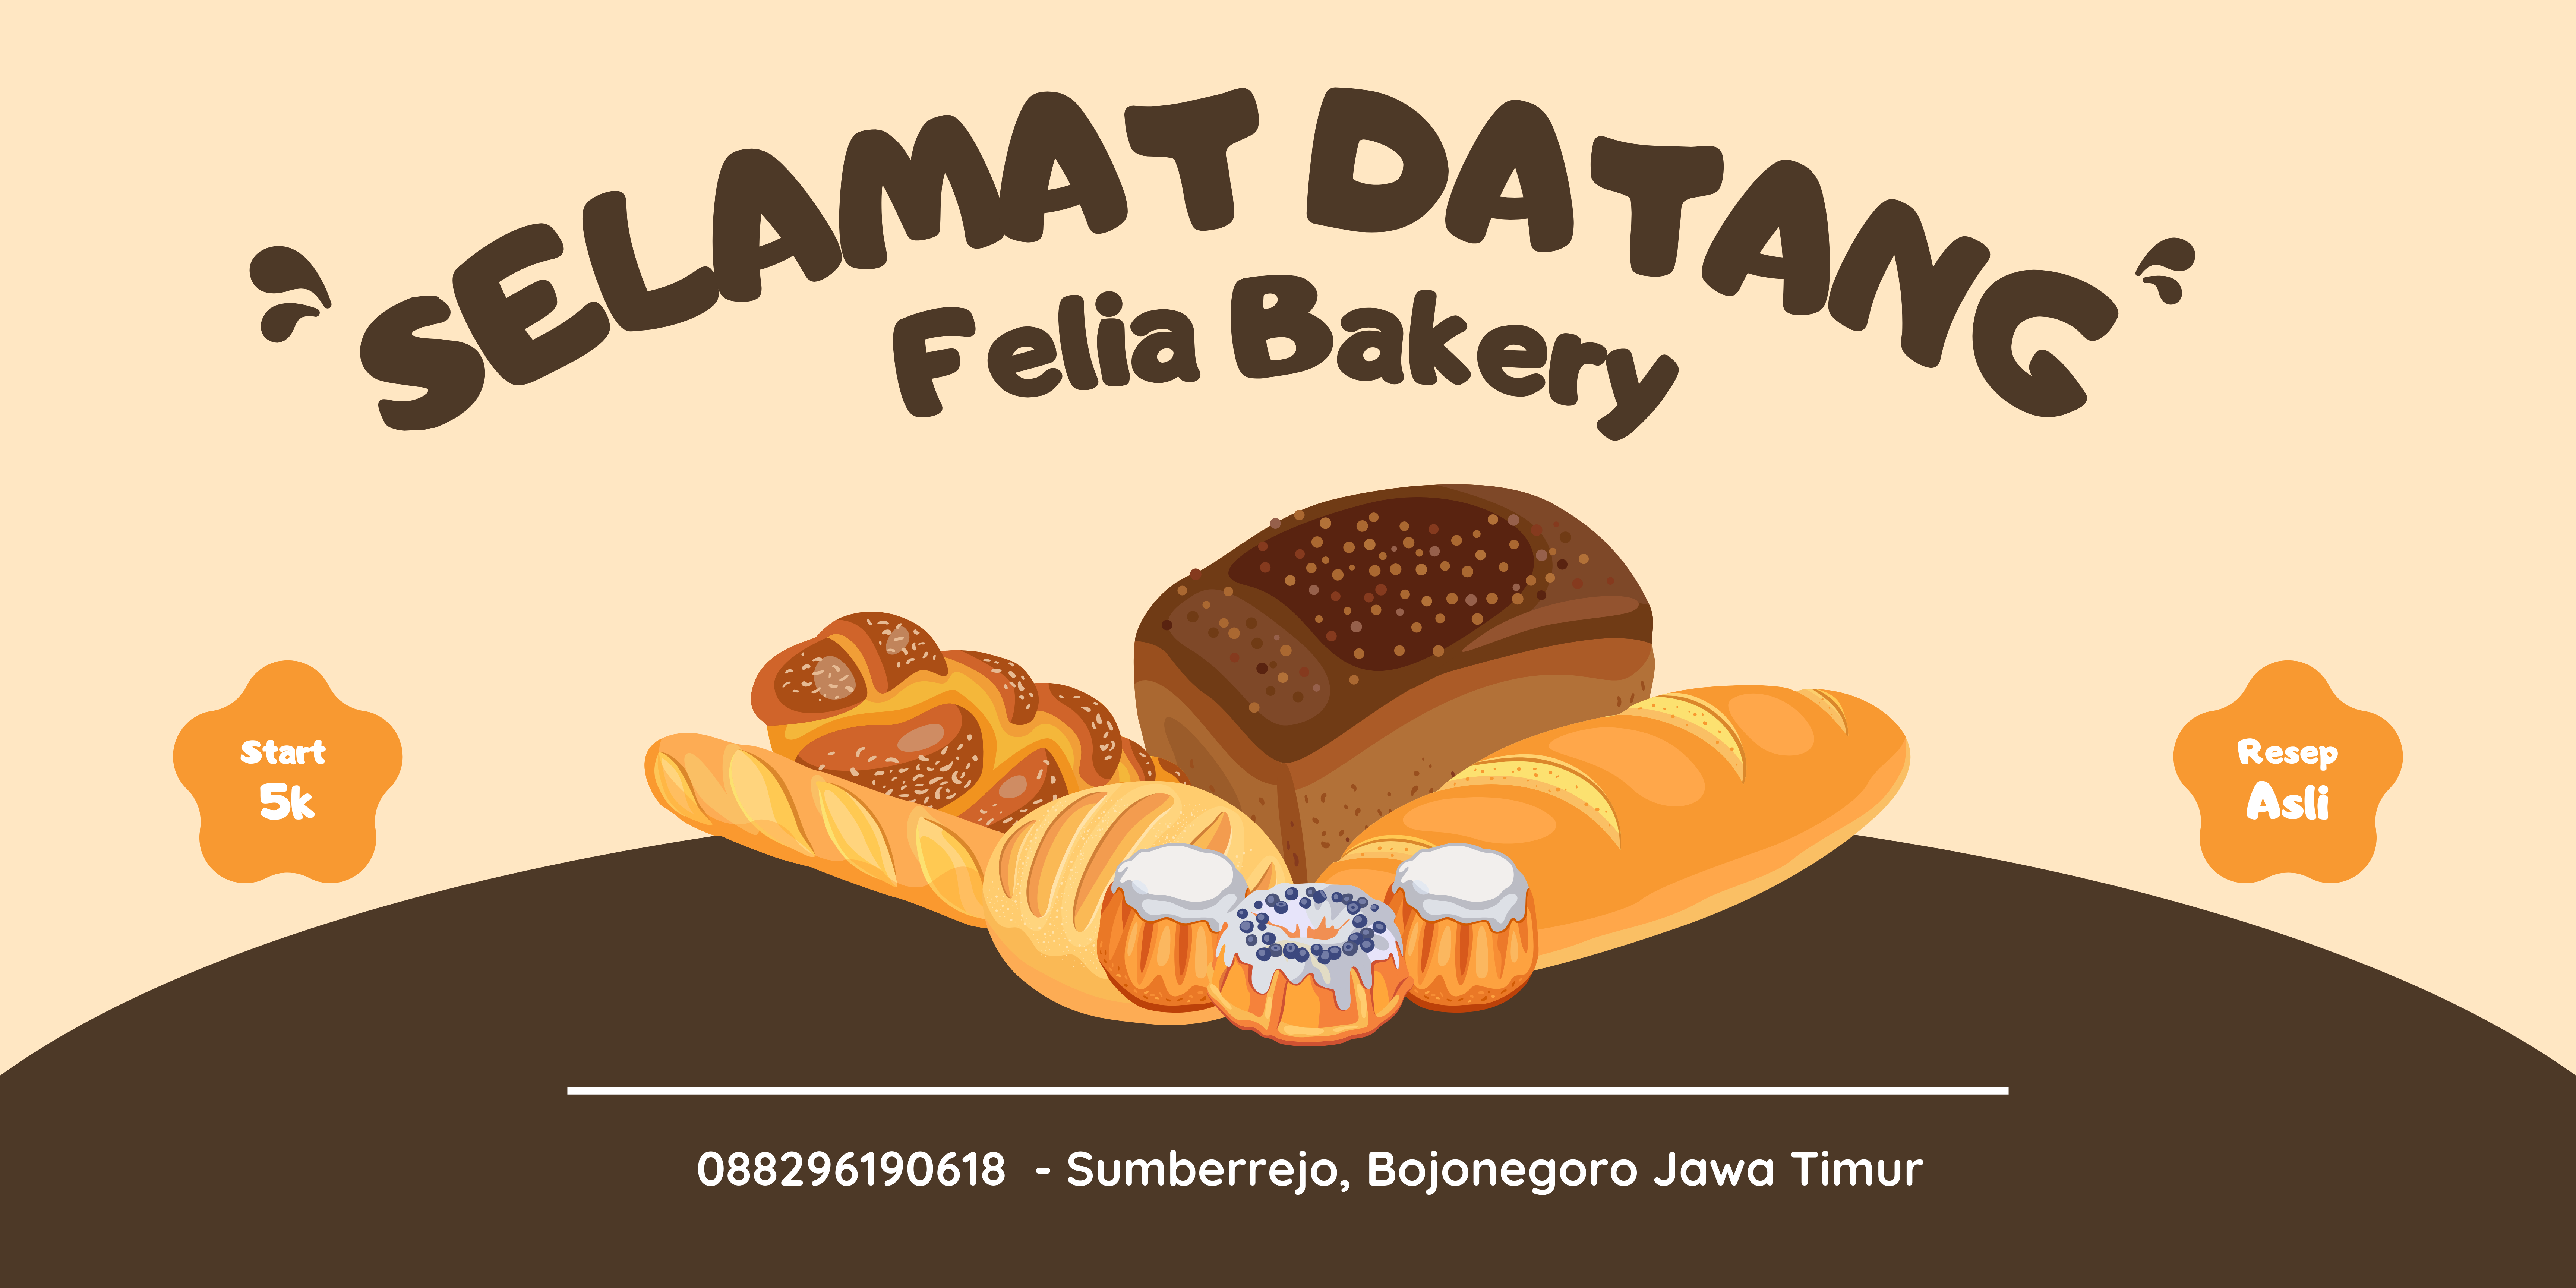 SELAMAT DATANG
Felia Bakery
Start
5k
Resep
Asli
088296190618 - Sumberrejo, Bojonegoro Jawa Timur